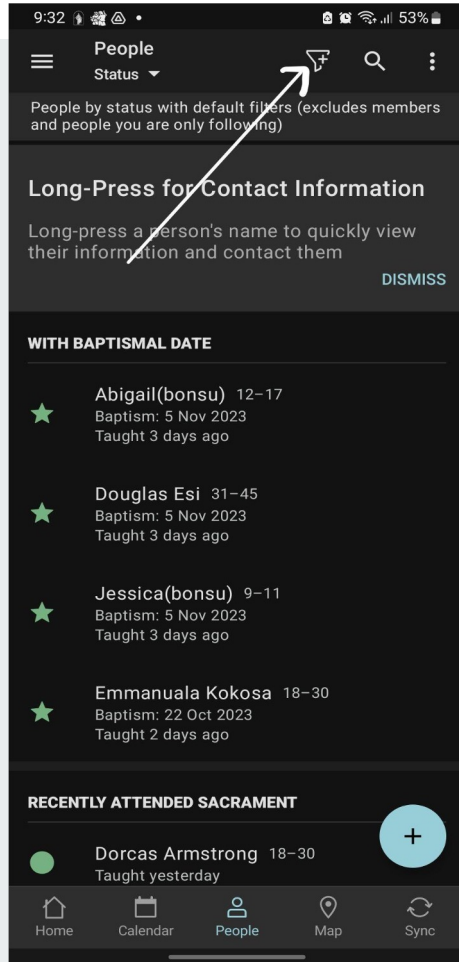 9:32 53%
People
Status
People by status with default filters (excludes members
and people you are only following)
Long-Press for Contact Information
Long-press a person's name to quickly view
their information and contact them
DISMISS
WITH BAPTISMAL DATE
Abigail(bonsu) 12–17
Baptism: 5 Nov 2023
Taught 3 days ago
Douglas Esi 31–45
Baptism: 5 Nov 2023
Taught 3 days ago
Jessica(bonsu) 9–11
Baptism: 5 Nov 2023
Taught 3 days ago
Emmanuala Kokosa 18–30
Baptism: 22 Oct 2023
Taught 2 days ago
RECENTLY ATTENDED SACRAMENT
Dorcas Armstrong 18–30
Taught yesterday
Home Calendar People Map Sync